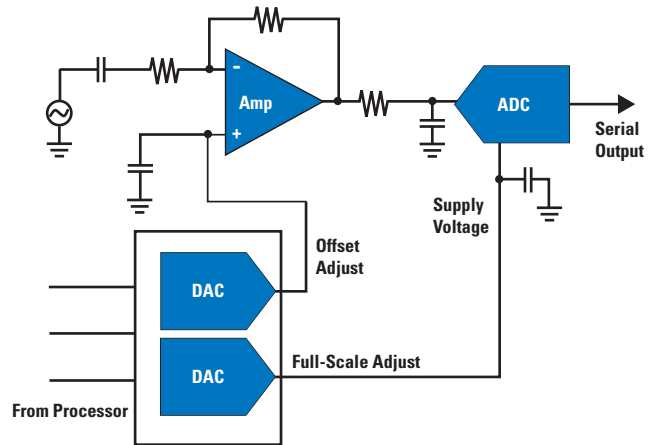 -
Amp
+
ADC
Serial
Output
Supply
Voltage
Offset
Adjust
DAC
DAC
Full-Scale Adjust
From Processor